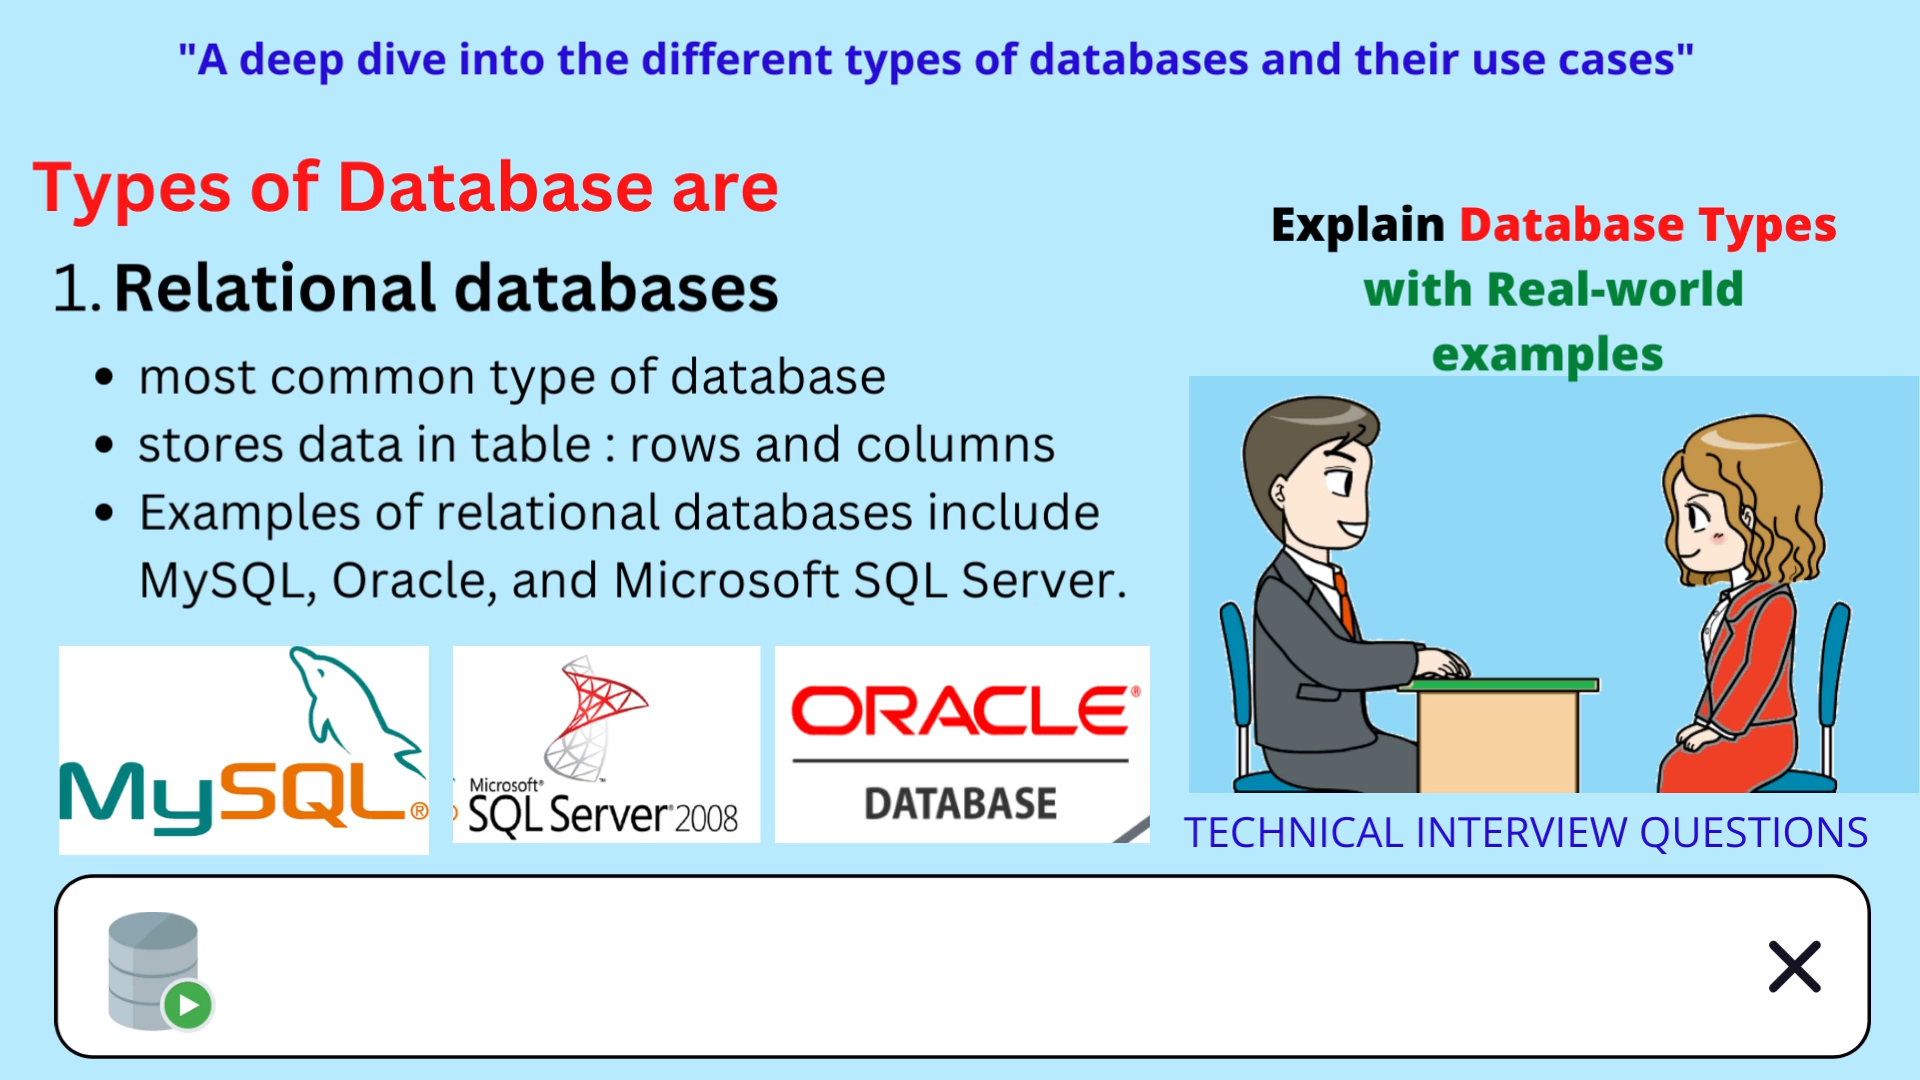 "A deep dive into the different types of databases and their use cases"
Types of Database are
1. Relational databases
• most common type of database
• stores data in table : rows and columns
• Examples of relational databases include
MySQL, Oracle, and Microsoft SQL Server.
MySQL®
Microsoft®
SQL Server® 2008
ORACLE®
DATABASE
Explain Database Types
with Real-world
examples
TECHNICAL INTERVIEW QUESTIONS